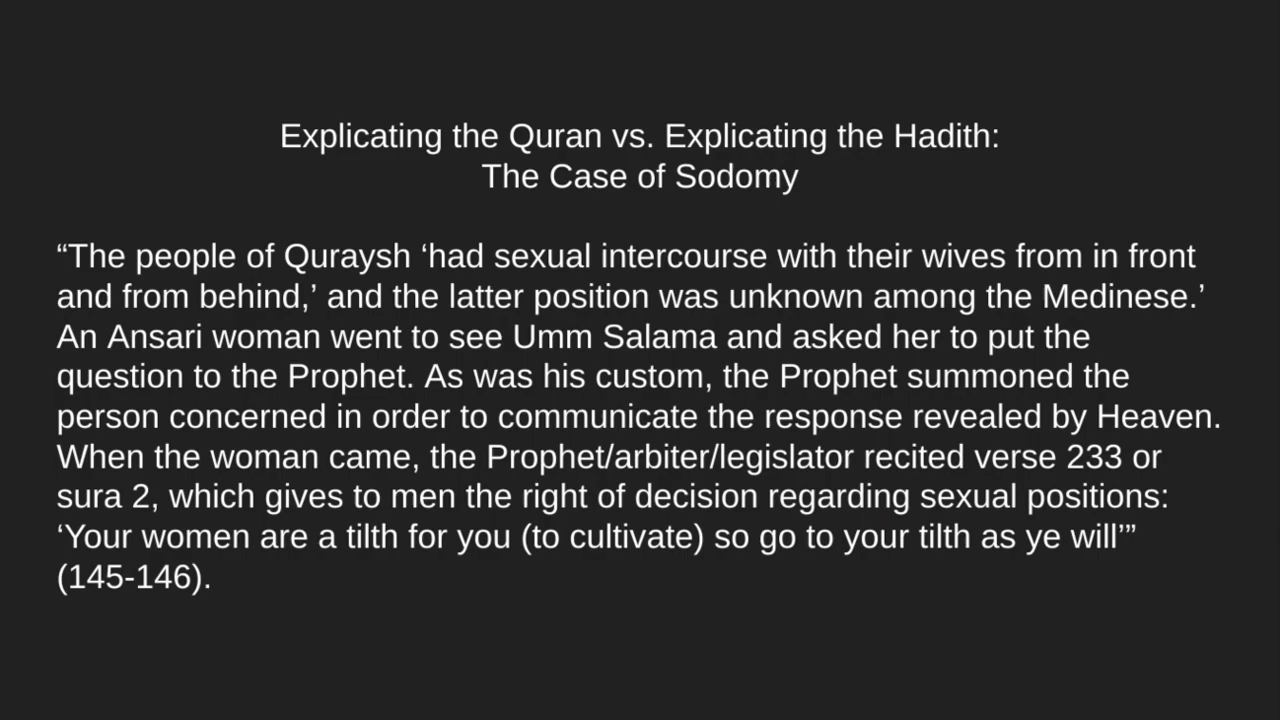 Explicating the Quran vs. Explicating the Hadith:
The Case of Sodomy
“The people of Quraysh ‘had sexual intercourse with their wives from in front
and from behind,’ and the latter position was unknown among the Medinese.’
An Ansari woman went to see Umm Salama and asked her to put the
question to the Prophet. As was his custom, the Prophet summoned the
person concerned in order to communicate the response revealed by Heaven.
When the woman came, the Prophet/arbiter/legislator recited verse 233 or
sura 2, which gives to men the right of decision regarding sexual positions:
‘Your women are a tilth for you (to cultivate) so go to your tilth as ye will’”
(145-146).